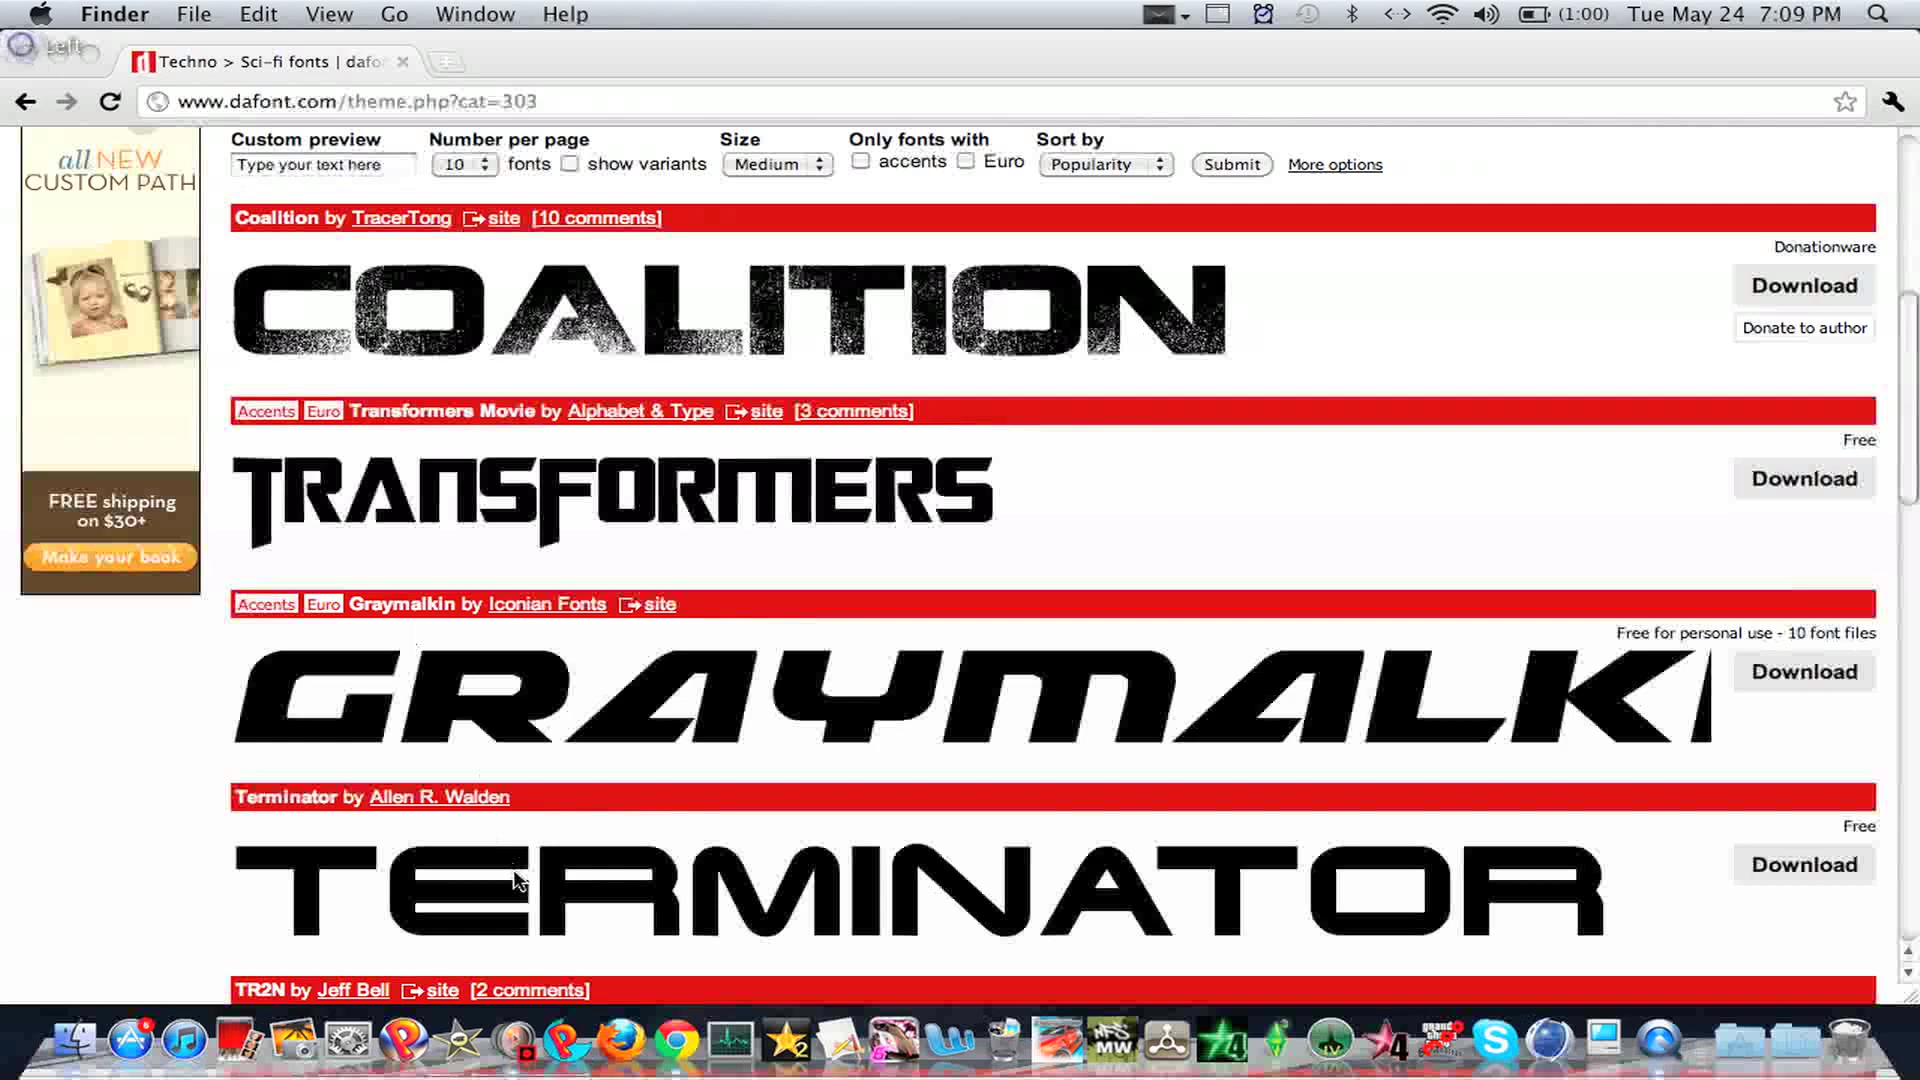 Finder File Edit View Go Window Help (1:00) Tue May 24 7:09 PM
Left
Techno > Sci-fi fonts | dafo
www.dafont.com/theme.php?cat=303
all NEW
CUSTOM PATH
FREE shipping
on $30+
Make your book
Custom preview Number per page Size Only fonts with Sort by
Type your text here 10 fonts show variants Medium accents Euro Popularity Submit More options
Coalition by TracerTong site [10 comments]
Donationware
COALITION
Download
Donate to author
Accents Euro Transformers Movie by Alphabet & Type site [3 comments]
Free
TRANSFORMERS
Download
Accents Euro Graymalkin by Iconian Fonts site
Free for personal use - 10 font files
GRAYMALK
Download
Terminator by Allen R. Walden
Free
TERMINATOR
Download
TR2N by Jeff Bell site [2 comments]